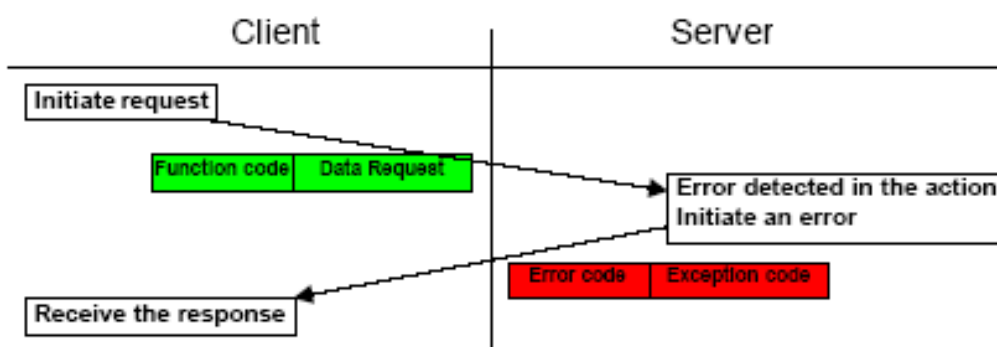 Client
Server
Initiate request
Function code
Data Request
Error detected in the action
Initiate an error
Error code
Exception code
Receive the response